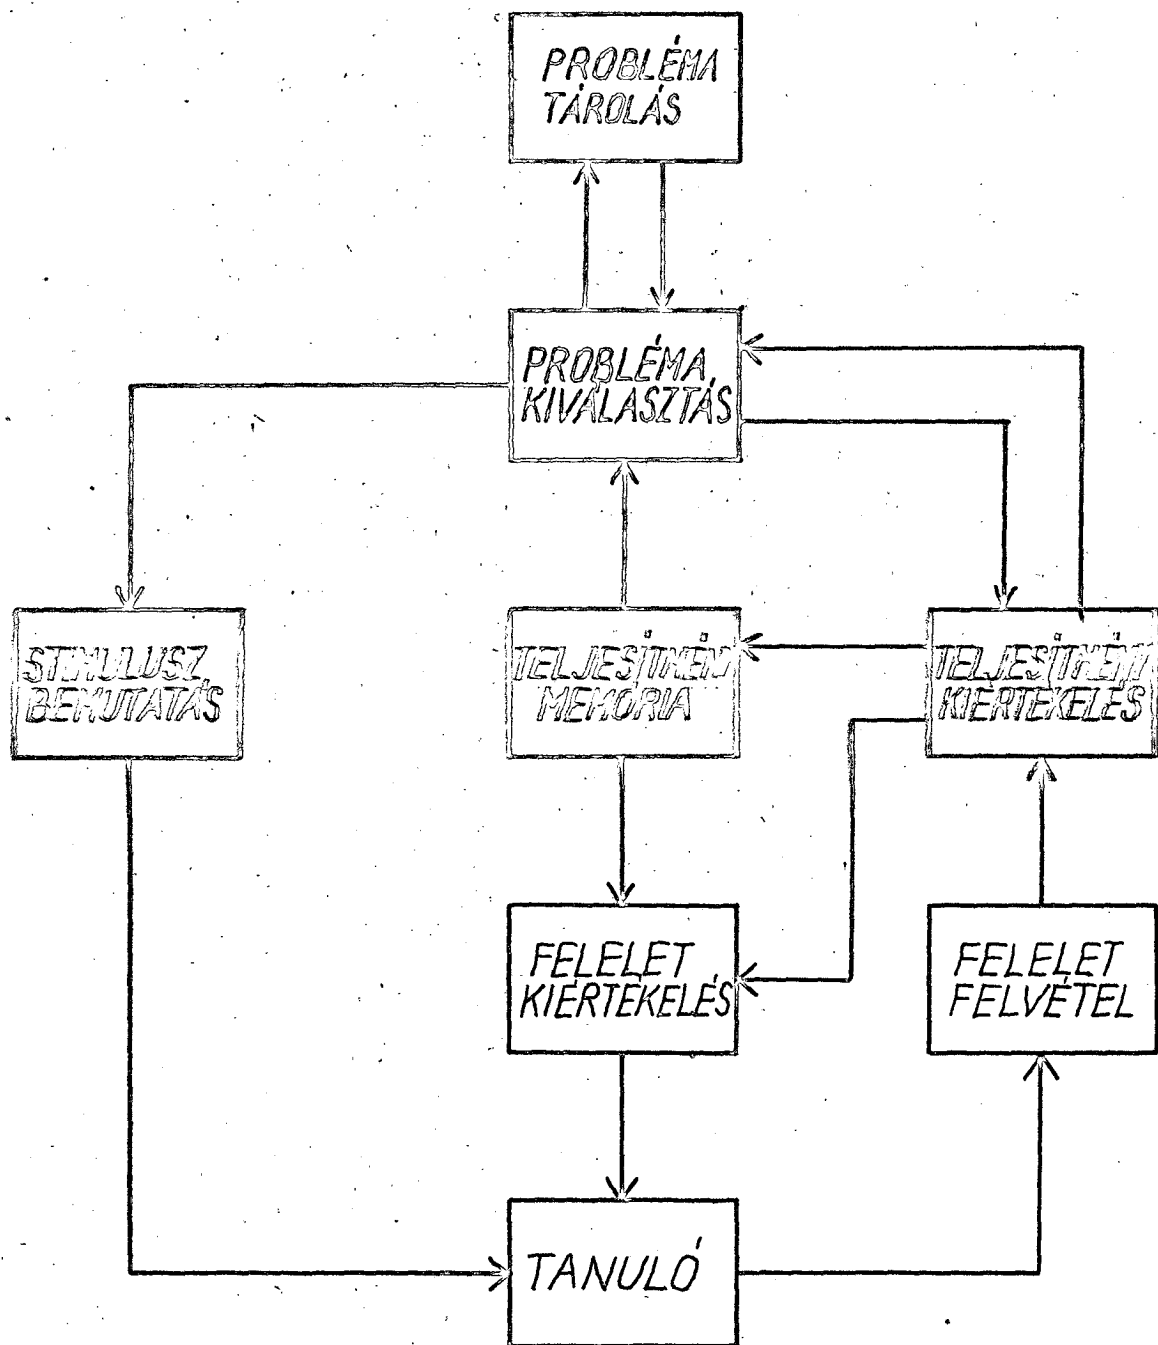 PROBLÉMA
TÁROLÁS
PROBLÉMA
KIVÁLASZTÁS
STIMULUSZ
BEMUTATÁS
TELJESÍTMÉNY
MEMÓRIA
TELJESÍTMÉNY
KIÉRTÉKELÉS
FELELET
KIÉRTÉKELÉS
FELELET
FELVÉTEL
TANULÓ